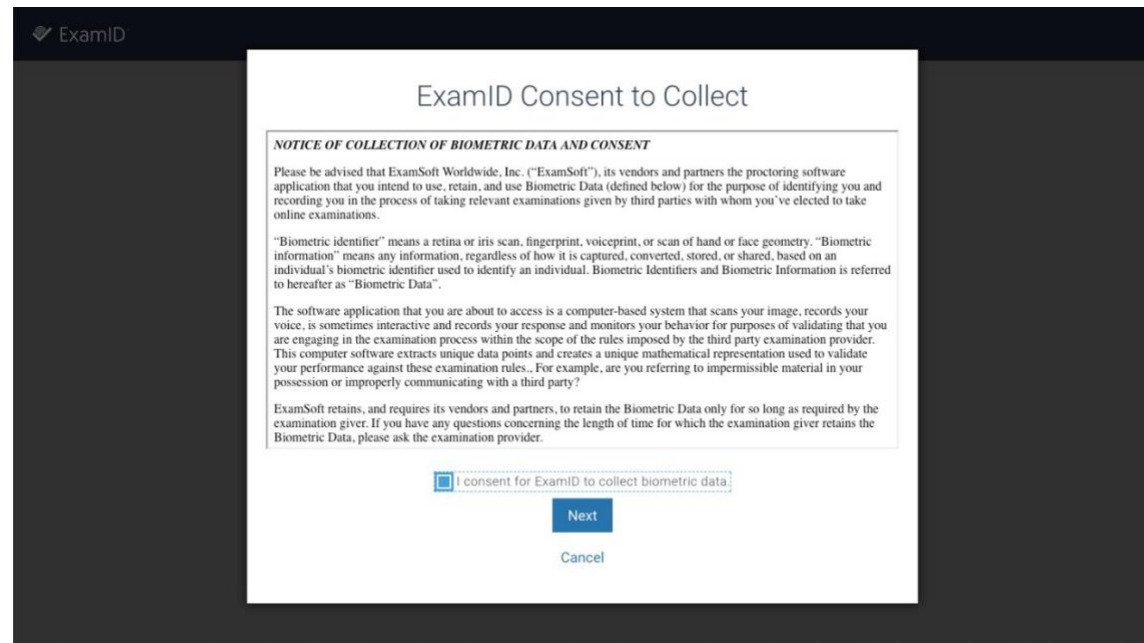 ExamID
ExamID Consent to Collect
NOTICE OF COLLECTION OF BIOMETRIC DATA AND CONSENT
Please be advised that ExamSoft Worldwide, Inc. (“ExamSoft”), its vendors and partners the proctoring software
application that you intend to use, retain, and use Biometric Data (defined below) for the purpose of identifying you and
recording you in the process of taking relevant examinations given by third parties with whom you’ve elected to take
online examinations.
“Biometric identifier” means a retina or iris scan, fingerprint, voiceprint, or scan of hand or face geometry. “Biometric
information” means any information, regardless of how it is captured, converted, stored, or shared, based on an
individual’s biometric identifier used to identify an individual. Biometric Identifiers and Biometric Information is referred
to hereafter as “Biometric Data”.
The software application that you are about to access is a computer-based system that scans your image, records your
voice, is sometimes interactive and records your response and monitors your behavior for purposes of validating that you
are engaging in the examination process within the scope of the rules imposed by the third party examination provider.
This computer software extracts unique data points and creates a unique mathematical representation used to validate
your performance against these examination rules., For example, are you referring to impermissible material in your
possession or improperly communicating with a third party?
ExamSoft retains, and requires its vendors and partners, to retain the Biometric Data only for so long as required by the
examination giver. If you have any questions concerning the length of time for which the examination giver retains the
Biometric Data, please ask the examination provider.
I consent for ExamID to collect biometric data.
Next
Cancel